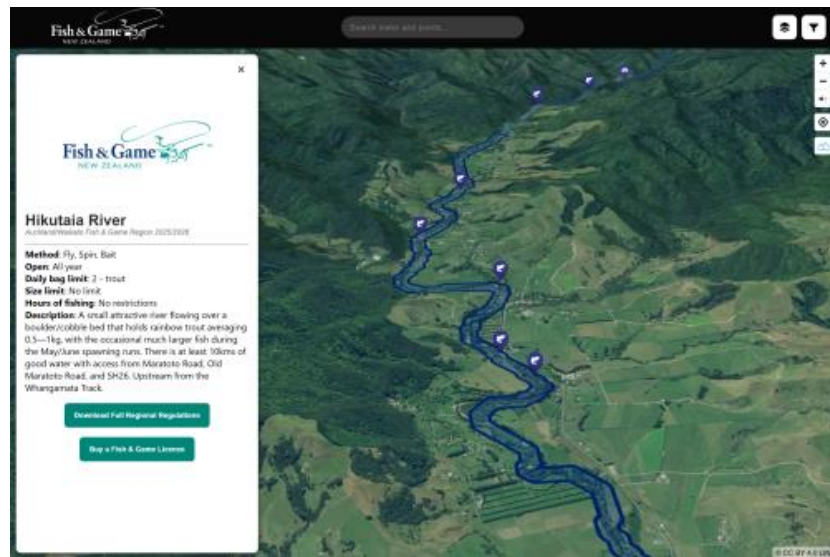 Fish & Game
NEW ZEALAND
Search water and points...
Fish & Game
NEW ZEALAND
Hikutaia River
Auckland/Waikato Fish & Game Region 2025/2026
Method: Fly, Spin, Bait
Open: All year
Daily bag limit: 2 - trout
Size limit: No limit
Hours of fishing: No restrictions
Description: A small attractive river flowing over a
boulder/cobble bed that holds rainbow trout averaging
0.5—1kg, with the occasional much larger fish during
the May/June spawning runs. There is at least 10kms of
good water with access from Maratoto Road, Old
Maratoto Road, and SH26. Upstream from the
Whangamata Track.
Download Full Regional Regulations
Buy a Fish & Game License